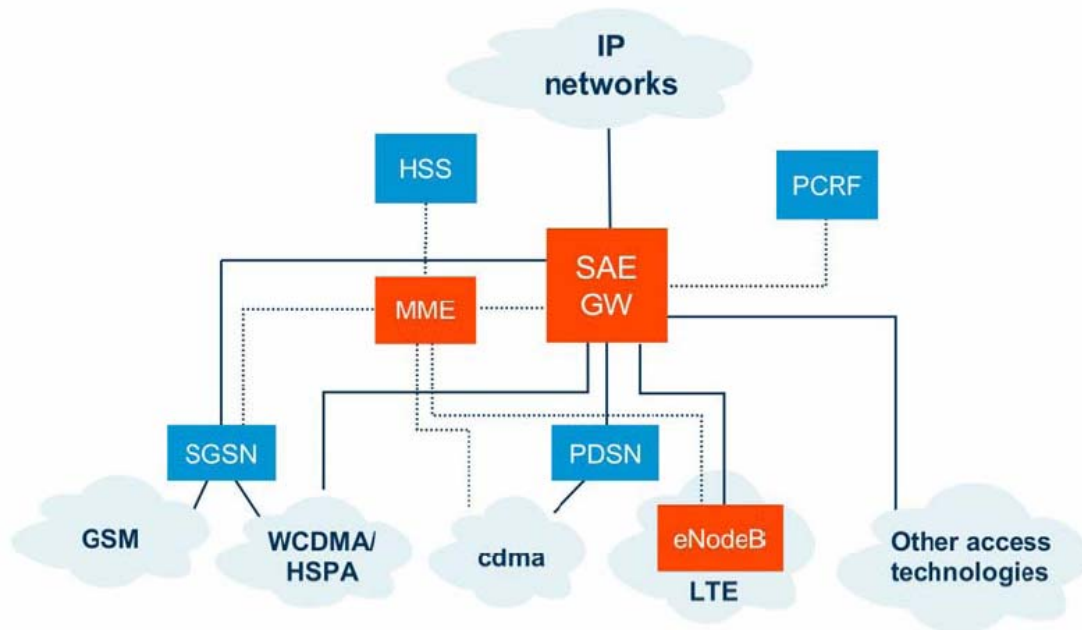 IP
networks
HSS
PCRF
SAE
GW
MME
SGSN
PDSN
GSM
WCDMA/
HSPA
cdma
eNodeB
LTE
Other access
technologies